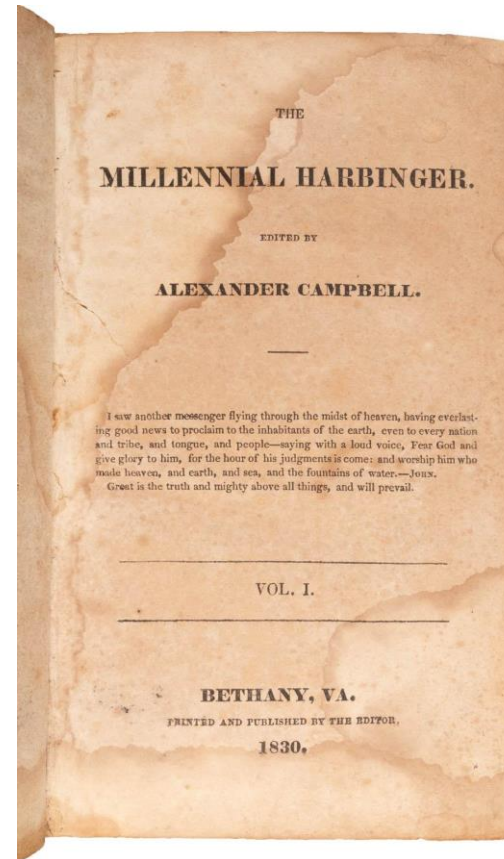 THE
MILLENNIAL HARBINGER.
EDITED BY
ALEXANDER CAMPBELL.
I saw another messenger flying through the midst of heaven, having everlast-
ing good news to proclaim to the inhabitants of the earth, even to every nation
and tribe, and tongue, and people—saying with a loud voice, Fear God and
give glory to him, for the hour of his judgments is come: and worship him who
made heaven, and earth, and sea, and the fountains of water.—JOHN.
Great is the truth and mighty above all things, and will prevail.
VOL. I.
BETHANY, VA.
PRINTED AND PUBLISHED BY THE EDITOR,
1830.